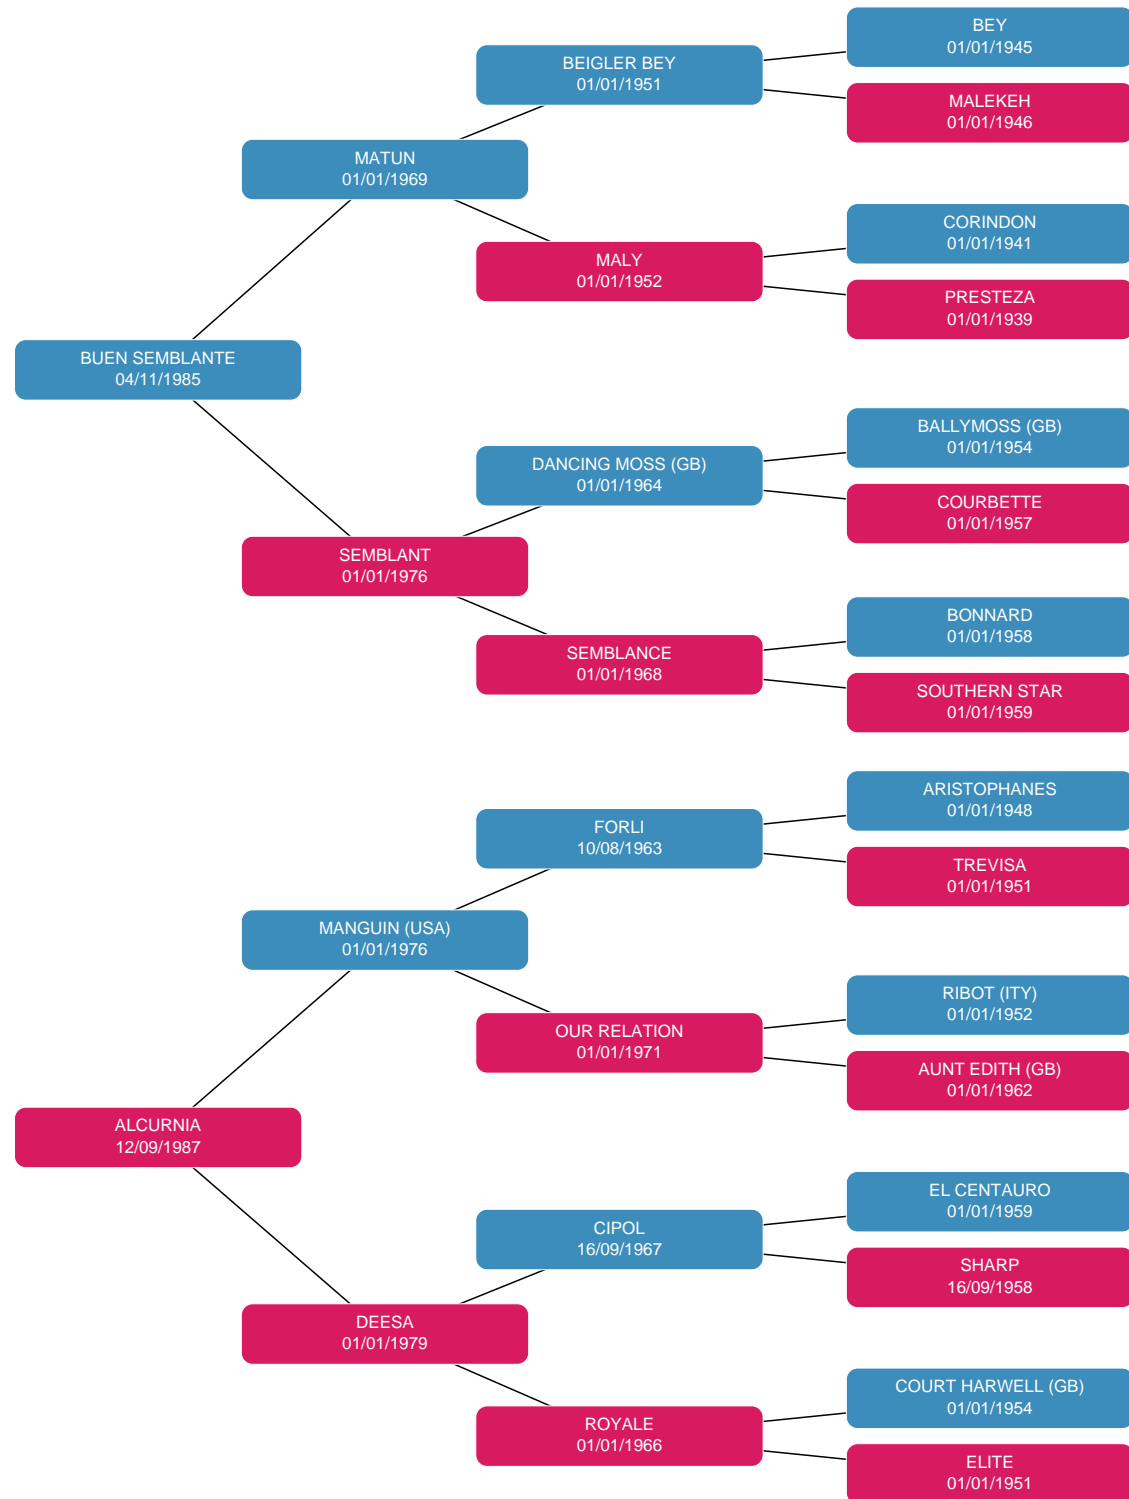 BEY
01/01/1945
BEIGLER BEY
01/01/1951
MALEKEH
01/01/1946
MATUN
01/01/1969
CORINDON
01/01/1941
MALY
01/01/1952
PRESTEZA
01/01/1939
BUEN SEMBLANTE
04/11/1985
BALLYMOSS (GB)
01/01/1954
DANCING MOSS (GB)
01/01/1964
COURBETTE
01/01/1957
SEMBLANT
01/01/1976
BONNARD
01/01/1958
SEMBLANCE
01/01/1968
SOUTHERN STAR
01/01/1959
ARISTOPHANES
01/01/1948
FORLI
10/08/1963
TREVISA
01/01/1951
MANGUIN (USA)
01/01/1976
RIBOT (ITY)
01/01/1952
OUR RELATION
01/01/1971
AUNT EDITH (GB)
01/01/1962
ALCURNIA
12/09/1987
EL CENTAURO
01/01/1959
CIPOL
16/09/1967
SHARP
16/09/1958
DEESA
01/01/1979
COURT HARWELL (GB)
01/01/1954
ROYALE
01/01/1966
ELITE
01/01/1951